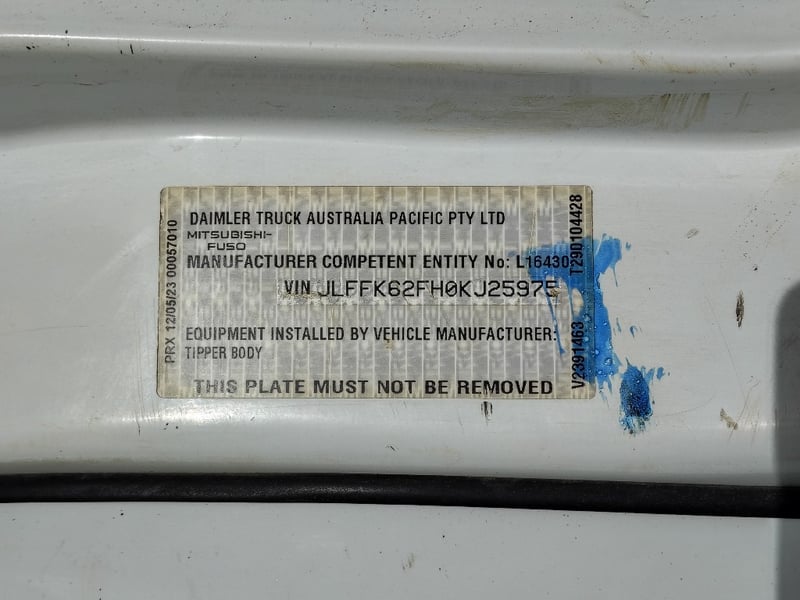 DAIMLER TRUCK AUSTRALIA PACIFIC PTY LTD
MITSUBISHI-
FUSO
MANUFACTURER COMPETENT ENTITY No: L16430
VIN JLFFK62FH0KJ25975
EQUIPMENT INSTALLED BY VEHICLE MANUFACTURER:
TIPPER BODY
THIS PLATE MUST NOT BE REMOVED
PRX 12/05/23 00057010
V2391463 T290104428